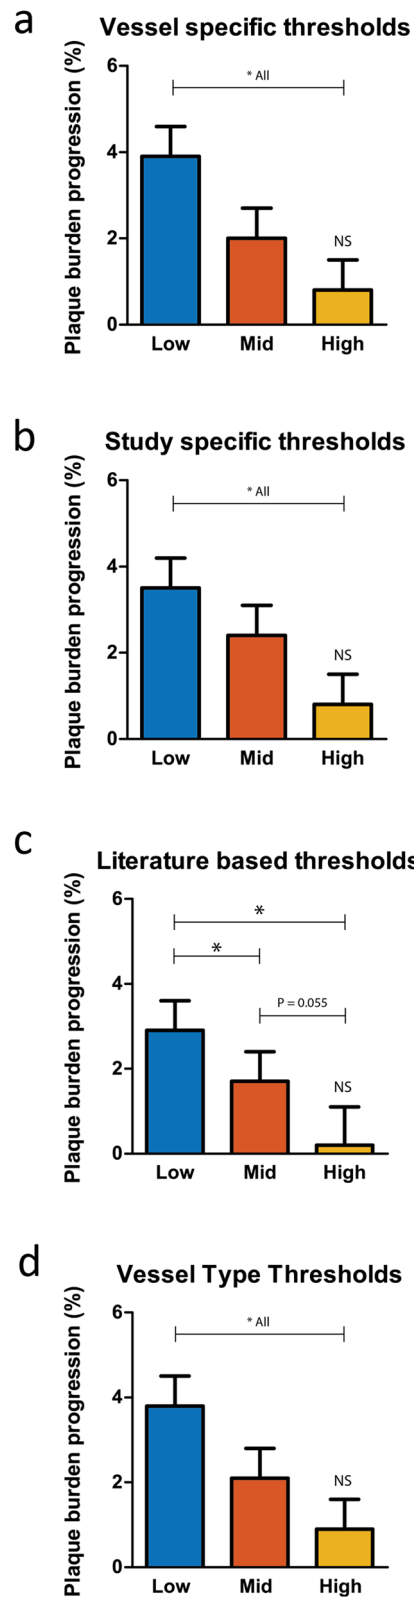 a
Vessel specific thresholds
Plaque burden progression (%)
6
4
2
0
* All
NS
Low Mid High
b
Study specific thresholds
Plaque burden progression (%)
6
4
2
0
* All
NS
Low Mid High
c
Literature based thresholds
Plaque burden progression (%)
6
4
2
0
*
*
P = 0.055
NS
Low Mid High
d
Vessel Type Thresholds
Plaque burden progression (%)
6
4
2
0
* All
NS
Low Mid High